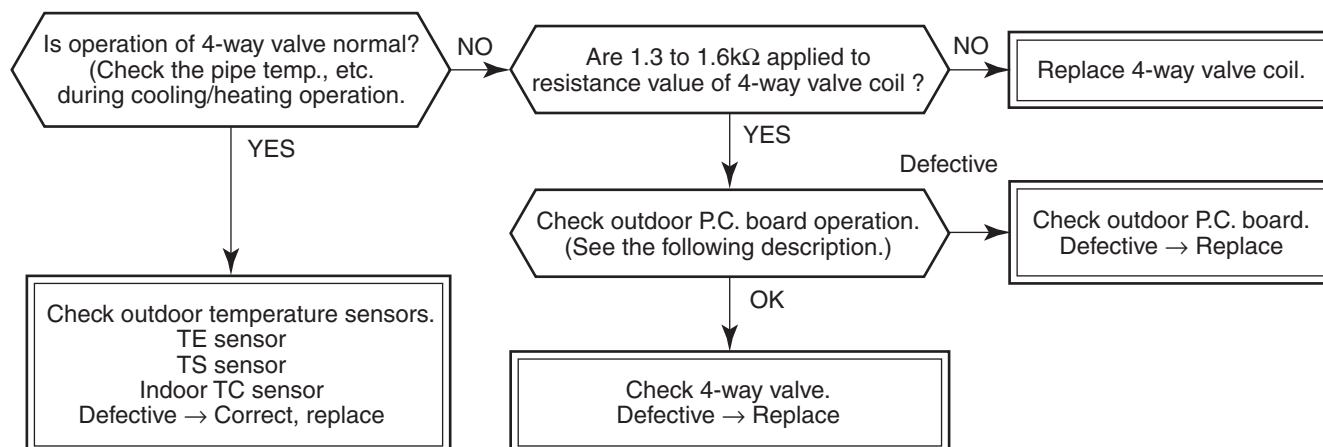 Is operation of 4-way valve normal?
(Check the pipe temp., etc.
during cooling/heating operation.
NO
Are 1.3 to 1.6kΩ applied to
resistance value of 4-way valve coil ?
NO
Replace 4-way valve coil.
YES
YES
Defective
Check outdoor P.C. board operation.
(See the following description.)
Check outdoor P.C. board.
Defective → Replace
OK
Check outdoor temperature sensors.
TE sensor
TS sensor
Indoor TC sensor
Defective → Correct, replace
Check 4-way valve.
Defective → Replace